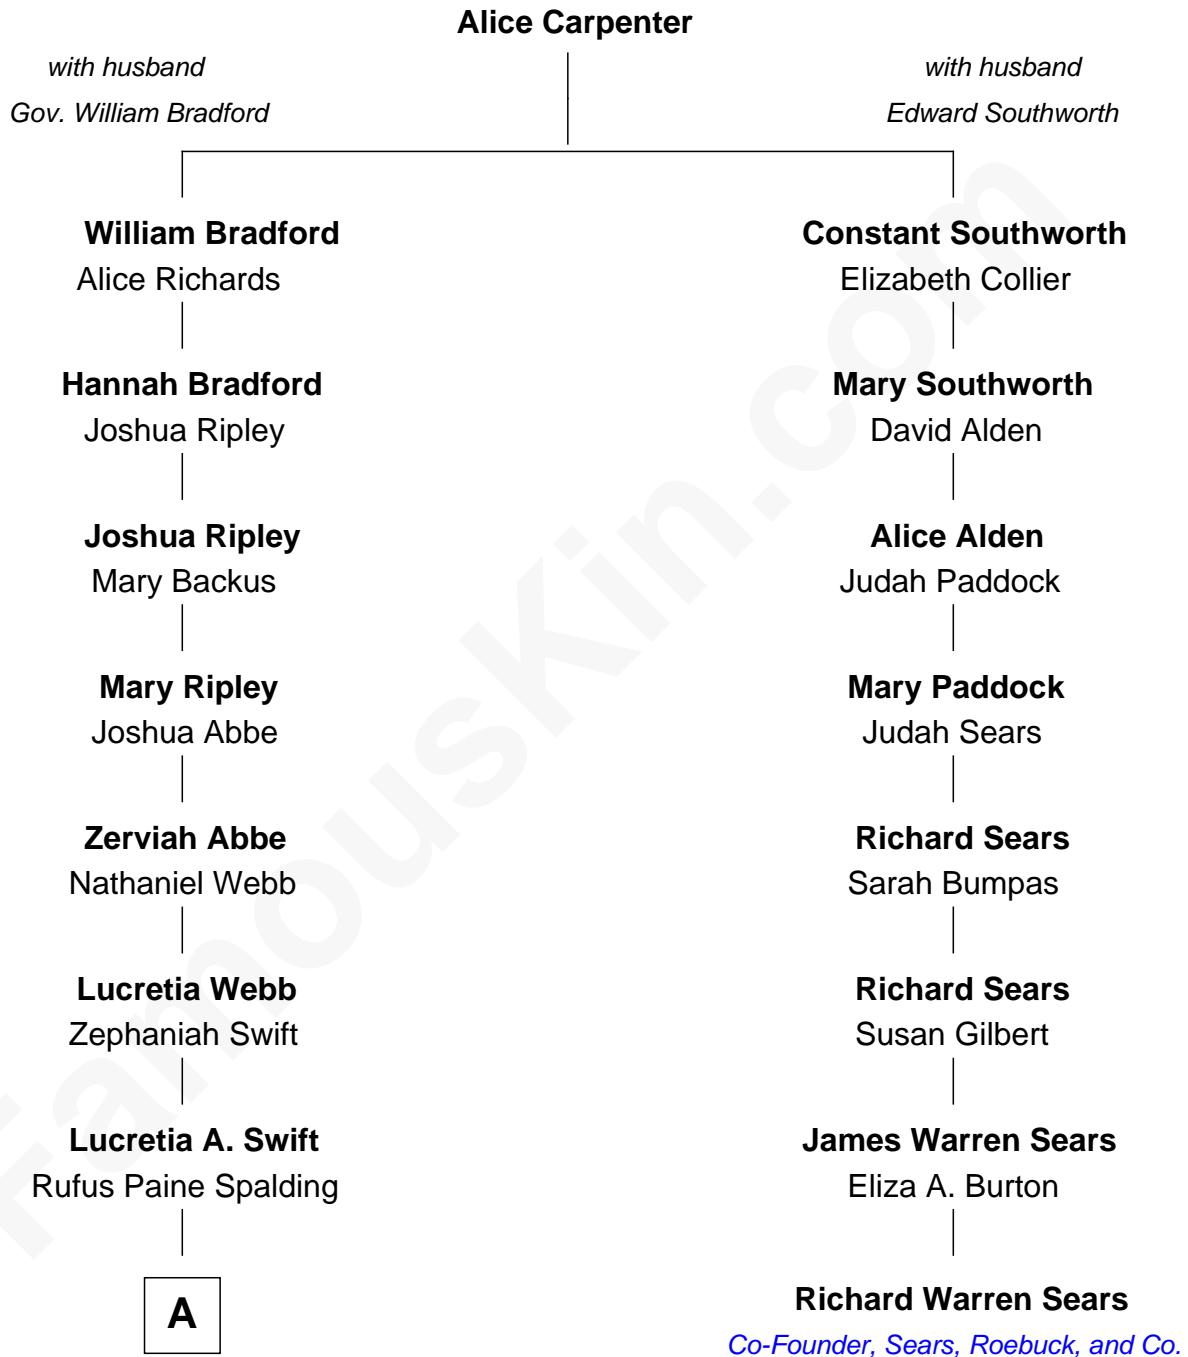 Alice Carpenter
with husband
Gov. William Bradford
with husband
Edward Southworth
William Bradford
Alice Richards
Constant Southworth
Elizabeth Collier
Hannah Bradford
Joshua Ripley
Mary Southworth
David Alden
Joshua Ripley
Mary Backus
Alice Alden
Judah Paddock
Mary Ripley
Joshua Abbe
Mary Paddock
Judah Sears
Zerviah Abbe
Nathaniel Webb
Richard Sears
Sarah Bumpas
Lucretia Webb
Zephaniah Swift
Richard Sears
Susan Gilbert
Lucretia A. Swift
Rufus Paine Spalding
James Warren Sears
Eliza A. Burton
A
Richard Warren Sears
Co-Founder, Sears, Roebuck, and Co.
FamousKin.com